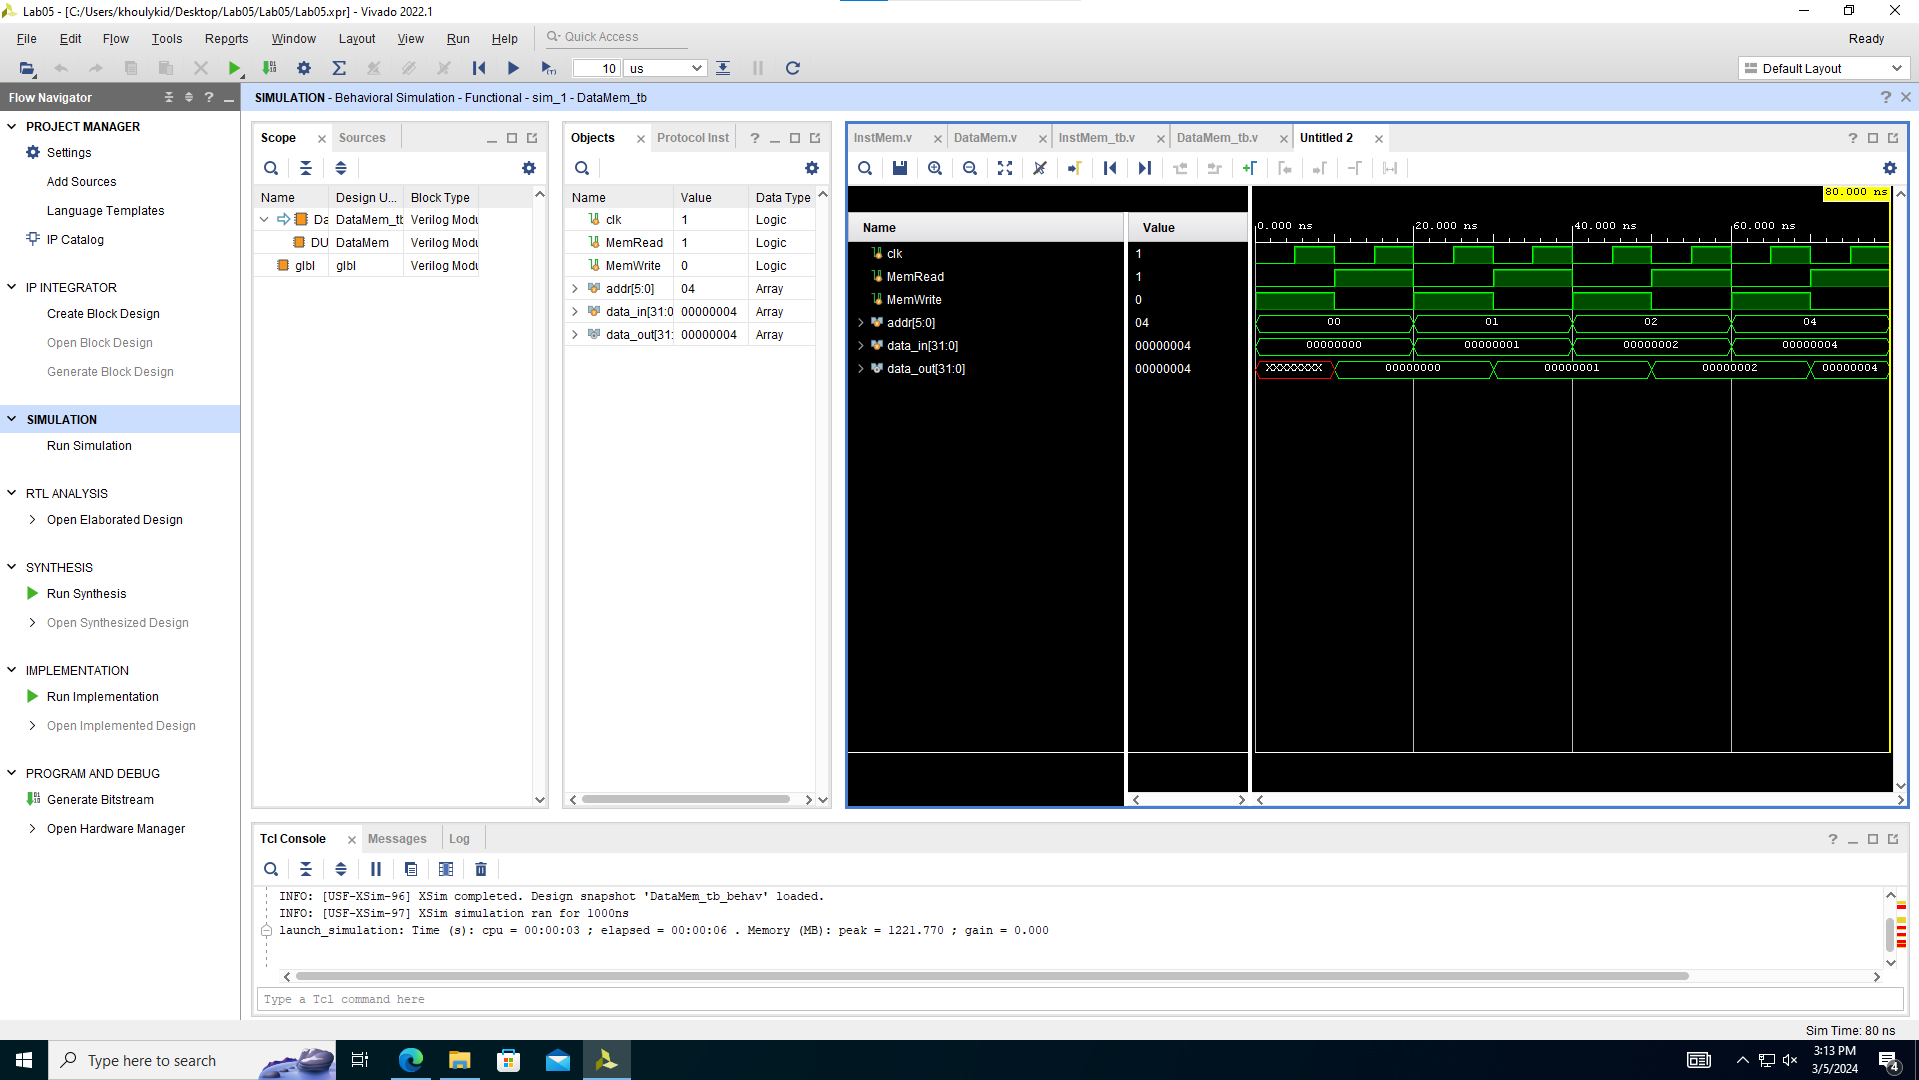 Lab05 - [C:/Users/khoulykid/Desktop/Lab05/Lab05/Lab05.xpr] - Vivado 2022.1
File Edit Flow Tools Reports Window Layout View Run Help Quick Access Ready
10 us Default Layout
Flow Navigator
SIMULATION - Behavioral Simulation - Functional - sim_1 - DataMem_tb
PROJECT MANAGER
Settings
Add Sources
Language Templates
IP Catalog
IP INTEGRATOR
Create Block Design
Open Block Design
Generate Block Design
SIMULATION
Run Simulation
RTL ANALYSIS
Open Elaborated Design
SYNTHESIS
Run Synthesis
Open Synthesized Design
IMPLEMENTATION
Run Implementation
Open Implemented Design
PROGRAM AND DEBUG
Generate Bitstream
Open Hardware Manager
Scope Sources
Name Design U... Block Type
Da DataMem_tb Verilog Modu
DU DataMem Verilog Modu
glbl glbl Verilog Modu
Objects Protocol Inst
Name Value Data Type
clk 1 Logic
MemRead 1 Logic
MemWrite 0 Logic
addr[5:0] 04 Array
data_in[31:0 00000004 Array
data_out[31: 00000004 Array
InstMem.v DataMem.v InstMem_tb.v DataMem_tb.v Untitled 2
80.000 ns
Name Value 0.000 ns 20.000 ns 40.000 ns 60.000 ns
clk 1
MemRead 1
MemWrite 0
addr[5:0] 04 00 01 02 04
data_in[31:0] 00000004 00000000 00000001 00000002 00000004
data_out[31:0] 00000004 XXXXXXXX 00000000 00000001 00000002 00000004
Tcl Console Messages Log
INFO: [USF-XSim-96] XSim completed. Design snapshot 'DataMem_tb_behav' loaded.
INFO: [USF-XSim-97] XSim simulation ran for 1000ns
launch_simulation: Time (s): cpu = 00:00:03 ; elapsed = 00:00:06 . Memory (MB): peak = 1221.770 ; gain = 0.000
Type a Tcl command here
Sim Time: 80 ns
Type here to search
3:13 PM
3/5/2024
4